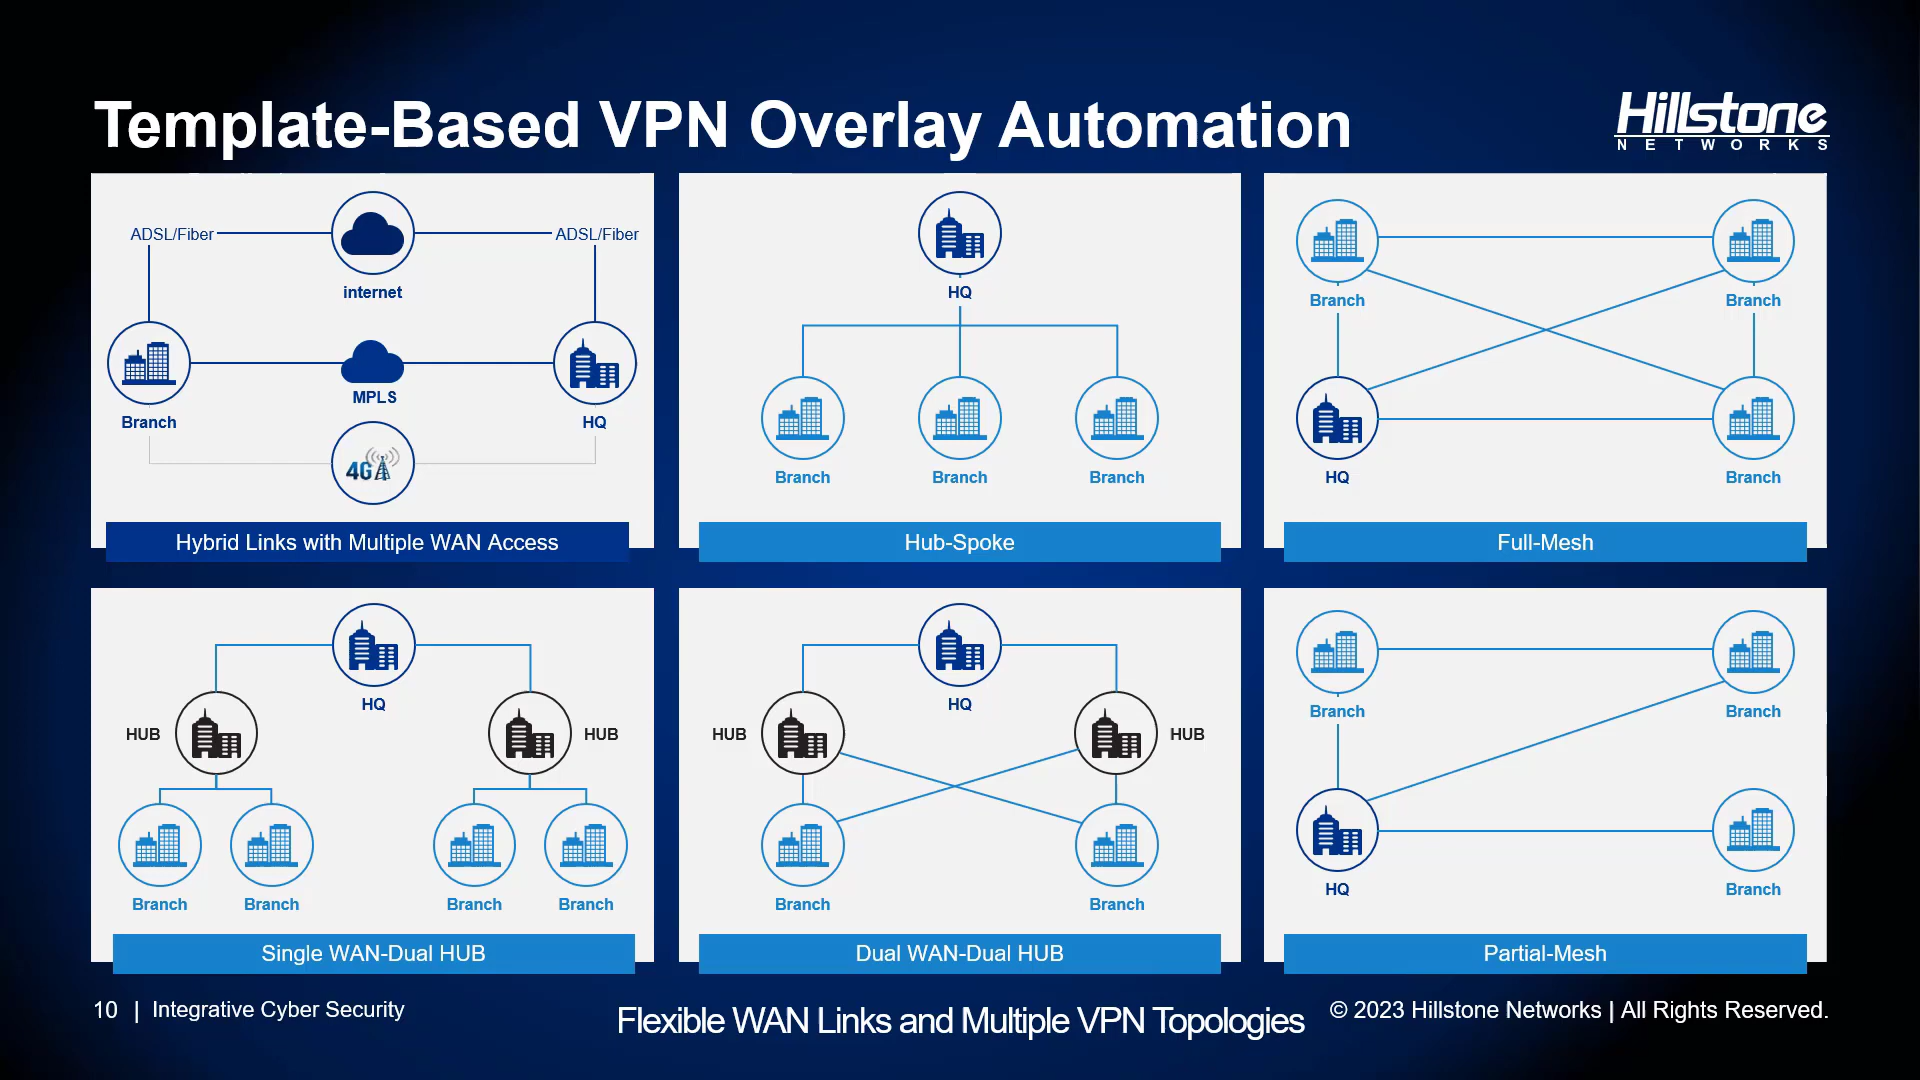 Template-Based VPN Overlay Automation
Hillstone
NETWORKS
ADSL/Fiber
ADSL/Fiber
internet
MPLS
Branch
HQ
4G
Hybrid Links with Multiple WAN Access
HQ
Branch
Branch
Branch
Hub-Spoke
Branch
Branch
HQ
Branch
Full-Mesh
HQ
HUB
HUB
Branch
Branch
Branch
Branch
Single WAN-Dual HUB
HQ
HUB
HUB
Branch
Branch
Dual WAN-Dual HUB
Branch
Branch
HQ
Branch
Partial-Mesh
10 | Integrative Cyber Security
Flexible WAN Links and Multiple VPN Topologies
© 2023 Hillstone Networks | All Rights Reserved.